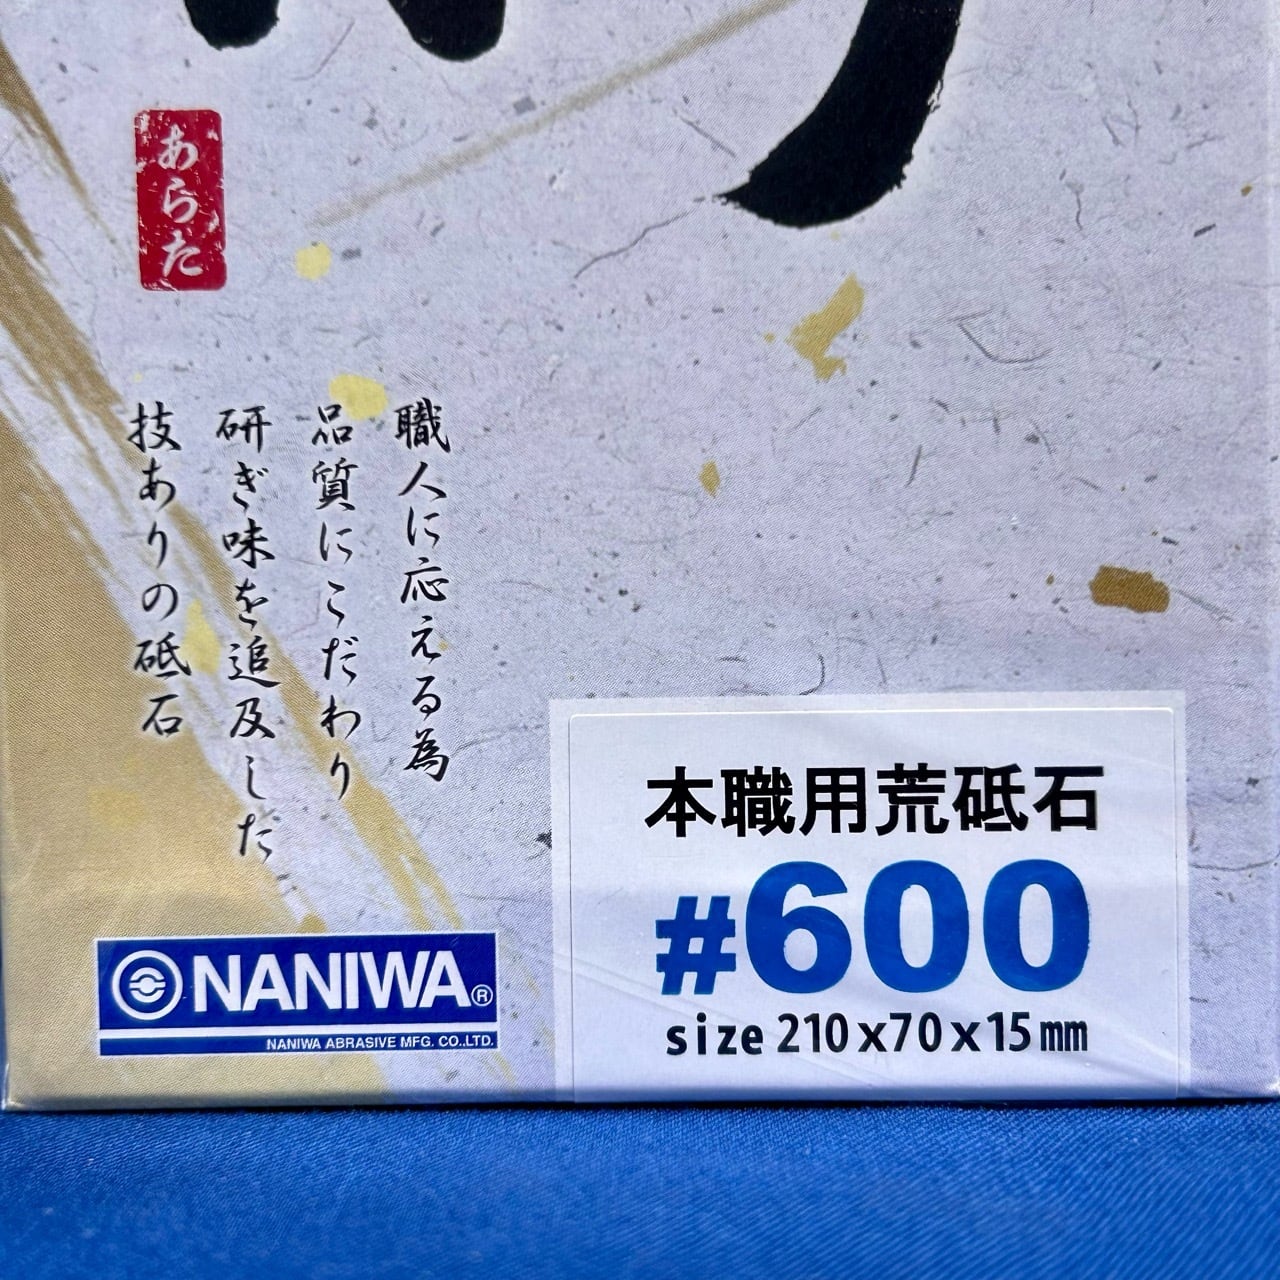 あらた
職人に応える為
品質にこだわり
研ぎ味を追及した
技ありの砥石
本職用荒砥石
#600
size 210x70x15mm
NANIWA®
NANIWA ABRASIVE MFG. CO.,LTD.